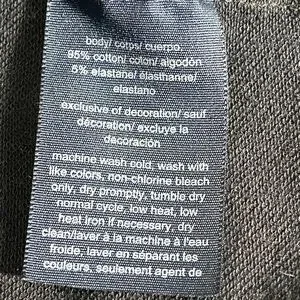 body/ corps/ cuerpo
95% cotton/ coton/ algodón
5% elastane/ élasthanne/
elastano
exclusive of decoration/ sauf
décoration/ excluye la
decoración
machine wash cold, wash with
like colors, non-chlorine bleach
only, dry promptly, tumble dry
normal cycle, low heat, low
heat iron if necessary, dry
clean/laver à la machine à l'eau
froide, laver en séparant les
couleurs, seulement agent de